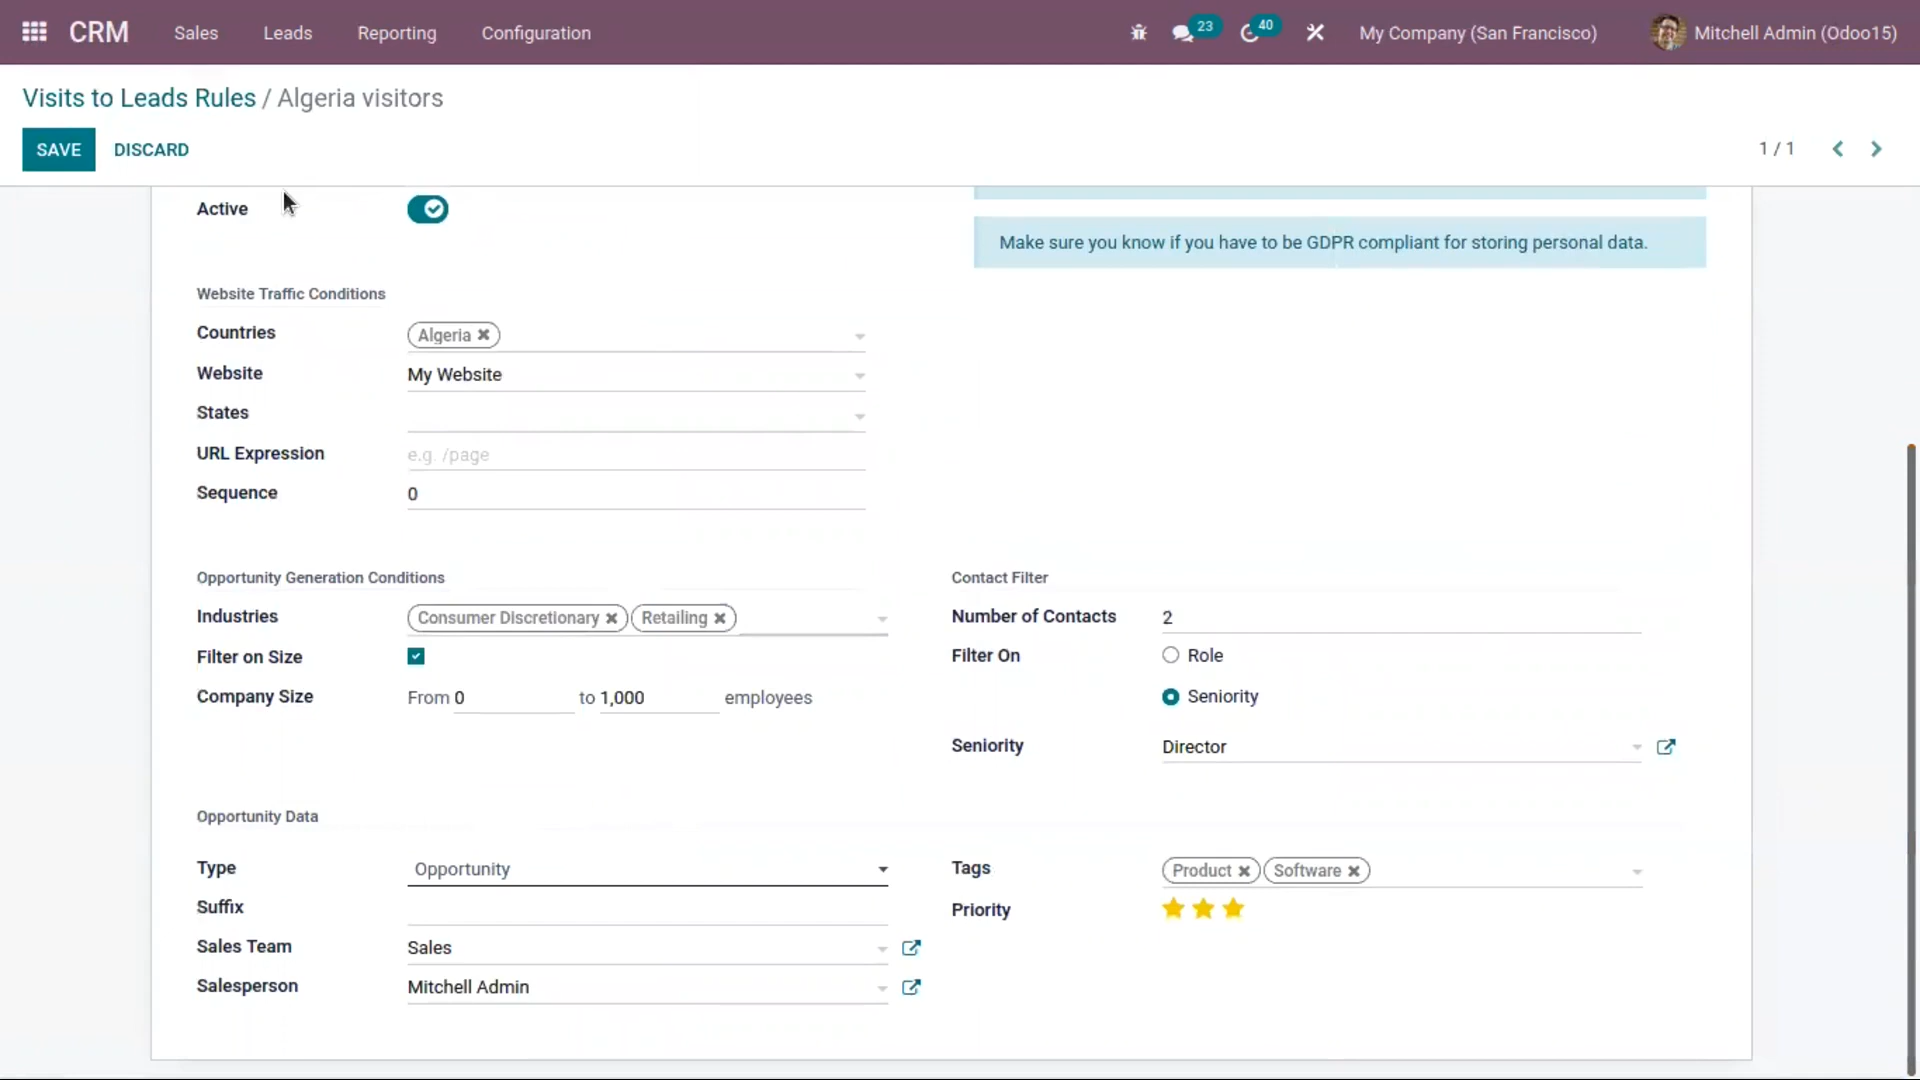 CRM Sales Leads Reporting Configuration 23 40 My Company (San Francisco) Mitchell Admin (Odoo15)
Visits to Leads Rules / Algeria visitors
SAVE DISCARD 1 / 1
Active
Make sure you know if you have to be GDPR compliant for storing personal data.
Website Traffic Conditions
Countries Algeria
Website My Website
States
URL Expression e.g. /page
Sequence 0
Opportunity Generation Conditions Contact Filter
Industries Consumer Discretionary Retailing Number of Contacts 2
Filter on Size Filter On Role
Company Size From 0 to 1,000 employees Seniority
Seniority Director
Opportunity Data
Type Opportunity Tags Product Software
Suffix Priority
Sales Team Sales
Salesperson Mitchell Admin